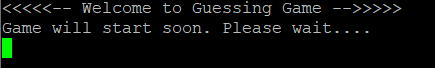 <<<<<-- Welcome to Guessing Game -->>>>>
Game will start soon. Please wait....